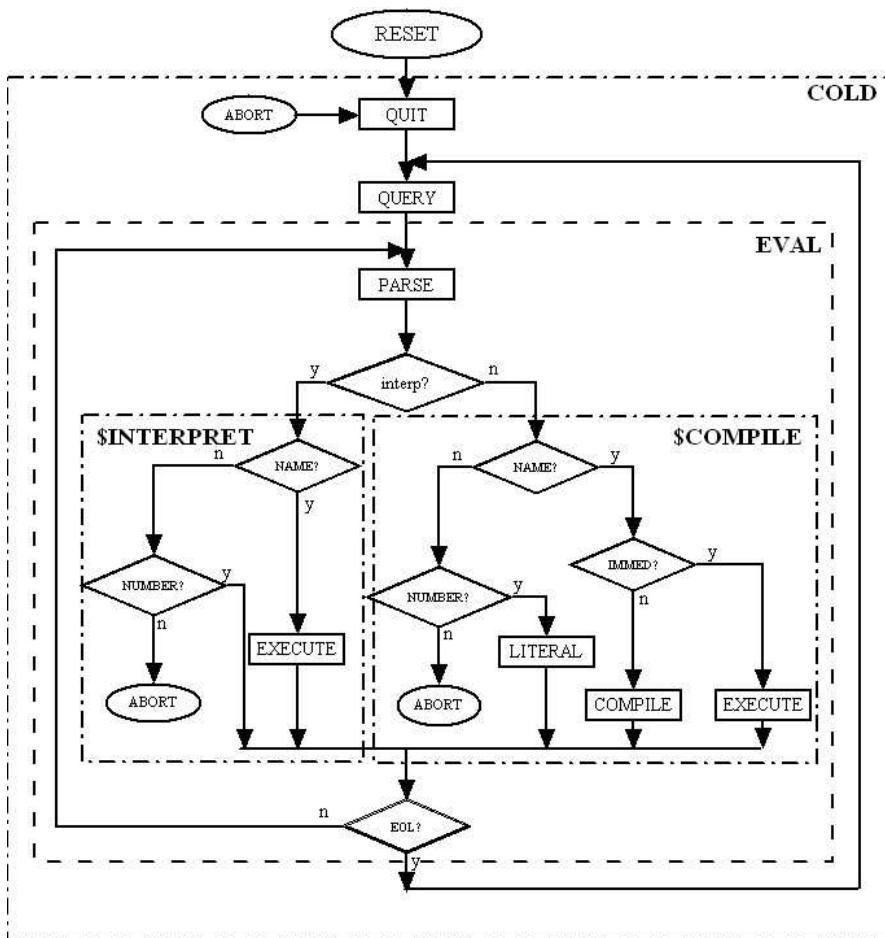 RESET
COLD
ABORT
QUIT
QUERY
EVAL
PARSE
y
interp?
n
$INTERPRET
$COMPILE
n
NAME?
y
n
NAME?
y
NUMBER?
y
n
EXECUTE
ABORT
NUMBER?
y
n
LITERAL
ABORT
IMMED?
y
n
COMPILE
EXECUTE
n
EOL?
y